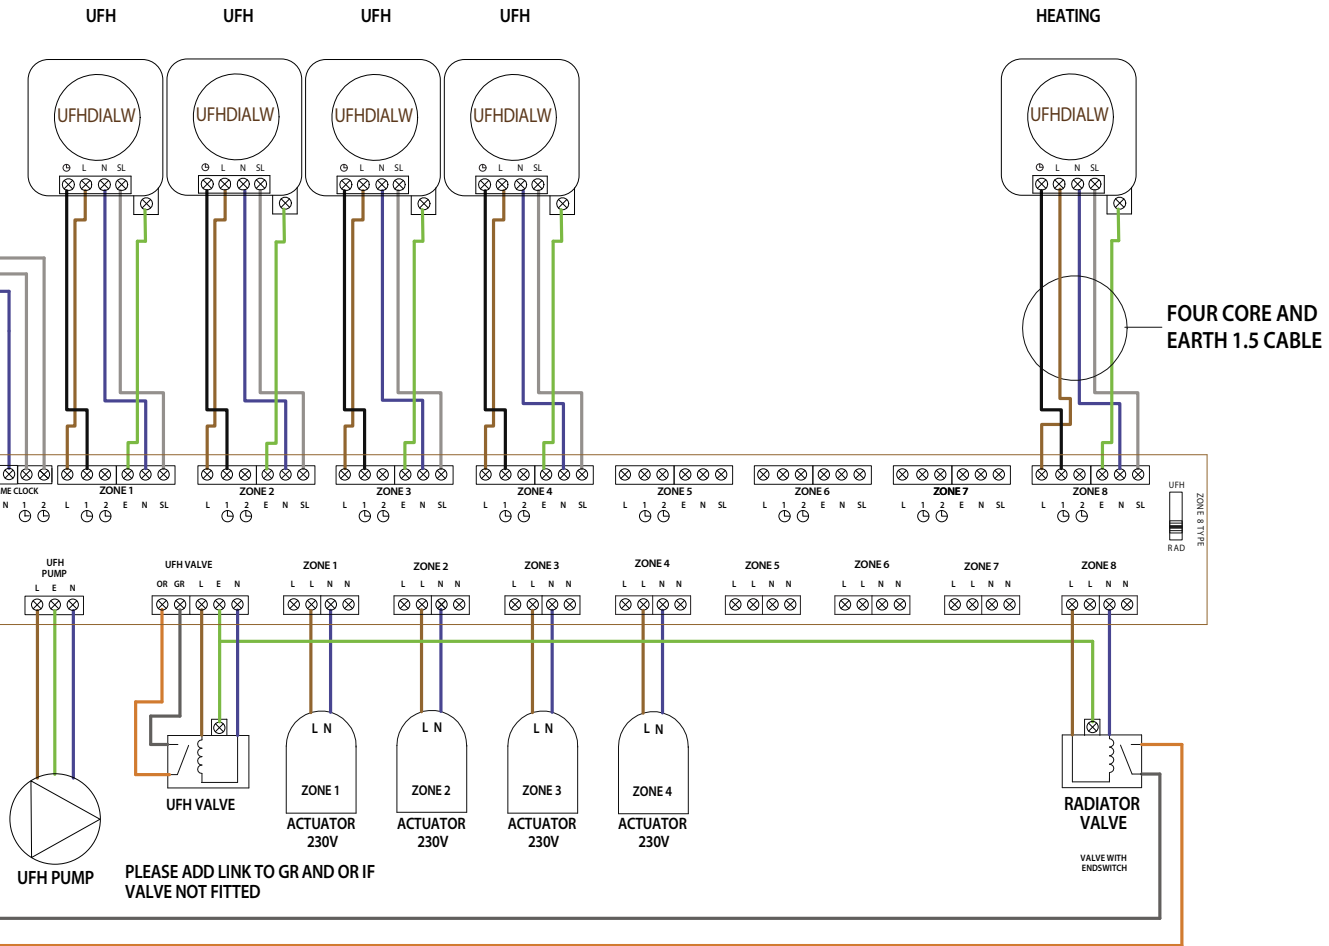 UFH UFH UFH UFH HEATING
UFHDIALW UFHDIALW UFHDIALW UFHDIALW UFHDIALW
L N SL L N SL L N SL L N SL L N SL
FOUR CORE AND
EARTH 1.5 CABLE
ME CLOCK ZONE 1 ZONE 2 ZONE 3 ZONE 4 ZONE 5 ZONE 6 ZONE 7 ZONE 8
N 1 2 L 1 2 E N SL L 1 2 E N SL L 1 2 E N SL L 1 2 E N SL L 1 2 E N SL L 1 2 E N SL L 1 2 E N SL L 1 2 E N SL
UFH
ZONE 8 TYPE
RAD
UFH
PUMP
L E N
UFH VALVE
OR GR L E N
ZONE 1
L L N N
ZONE 2
L L N N
ZONE 3
L L N N
ZONE 4
L L N N
ZONE 5
L L N N
ZONE 6
L L N N
ZONE 7
L L N N
ZONE 8
L L N N
UFH PUMP
UFH VALVE
L N
ZONE 1
ACTUATOR
230V
L N
ZONE 2
ACTUATOR
230V
L N
ZONE 3
ACTUATOR
230V
L N
ZONE 4
ACTUATOR
230V
RADIATOR
VALVE
VALVE WITH
ENDSWITCH
PLEASE ADD LINK TO GR AND OR IF
VALVE NOT FITTED